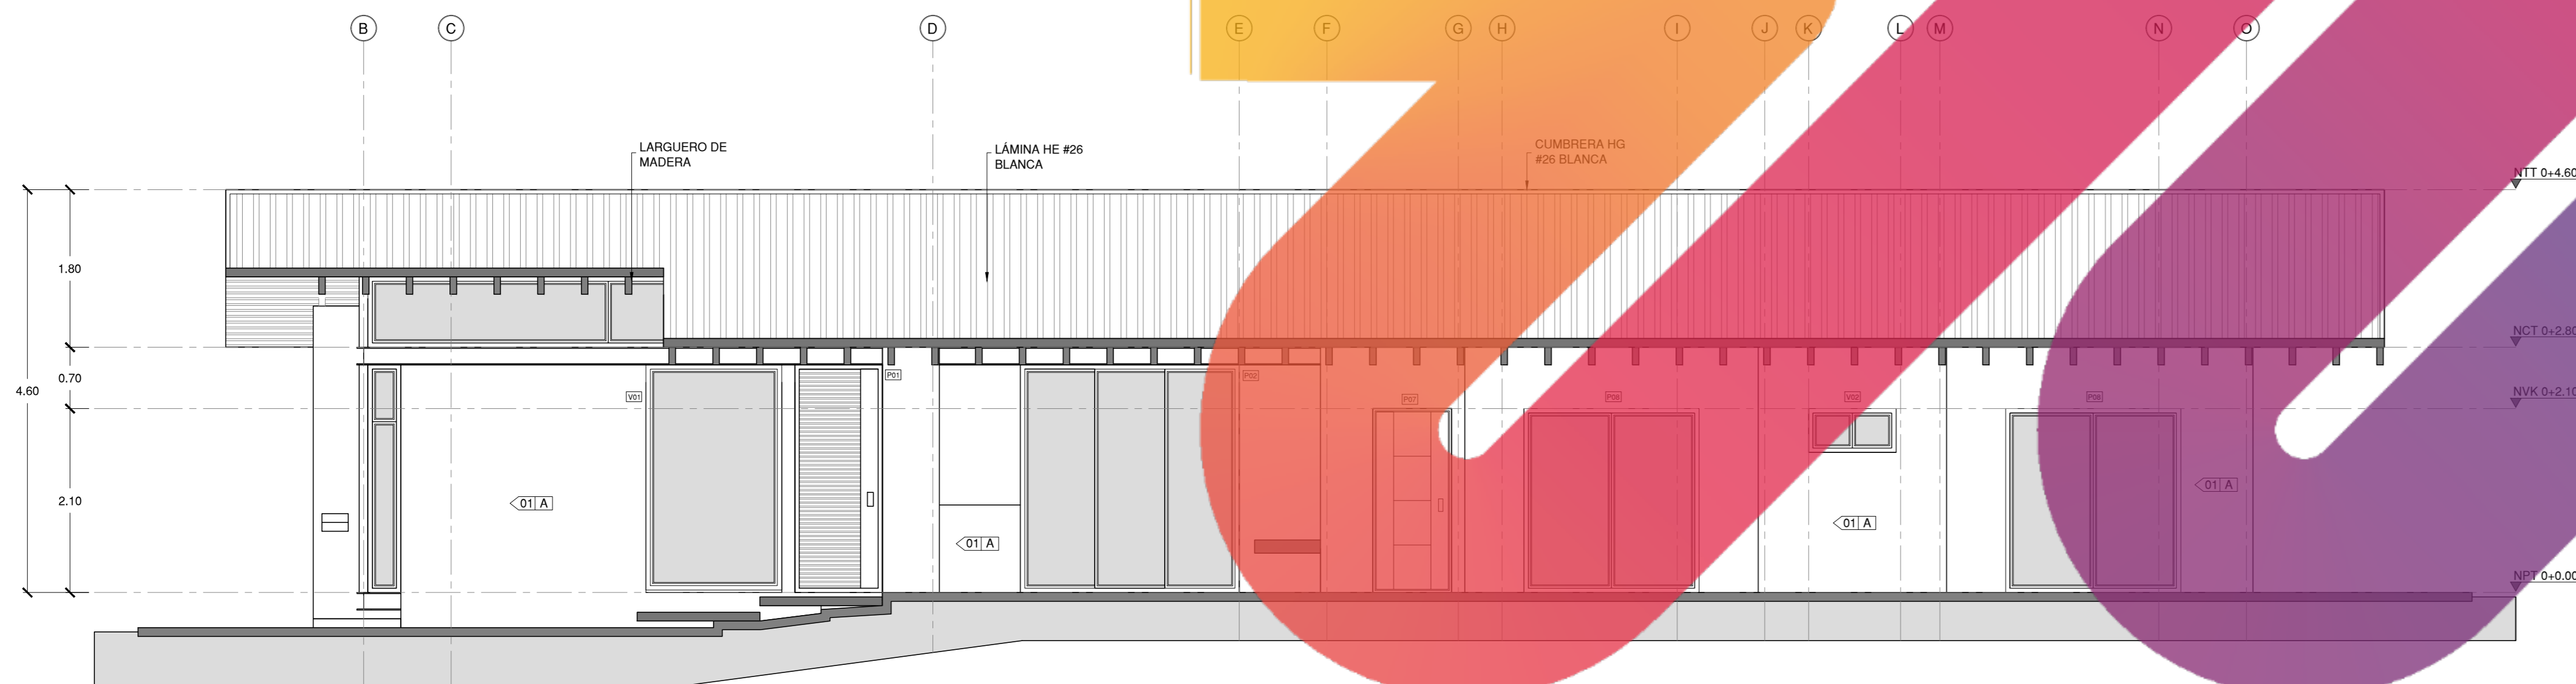 B C D E F G H I J K L M N O
LARGUERO DE
MADERA
LÁMINA HE #26
BLANCA
CUMBRERA HG
#26 BLANCA
NTT 0+4.60
1.80
NCT 0+2.80
0.70
4.60
P01
P02
V01
P07
P08
V02
NVK 0+2.10
2.10
01 A
01 A
01 A
01 A
NPT 0+0.00